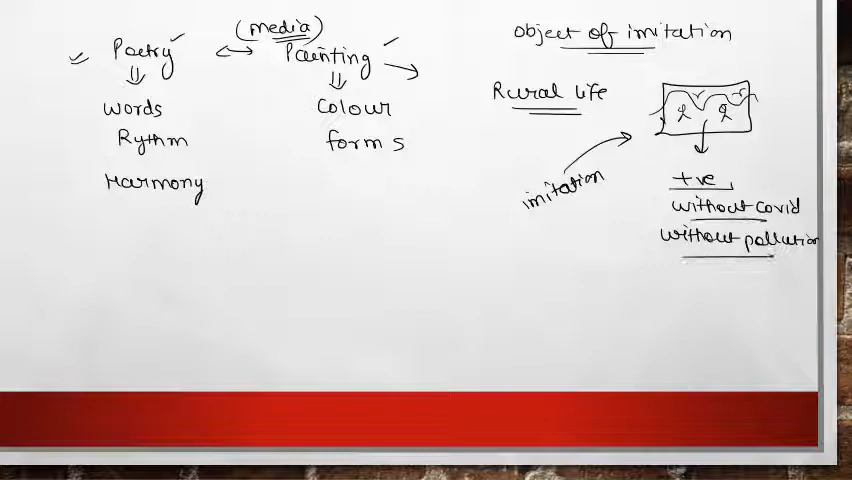 (media)
Poetry Painting
words Colour
Rythm forms
Harmony
object of imitation
Rural life
imitation
+ve
without covid
without pollution